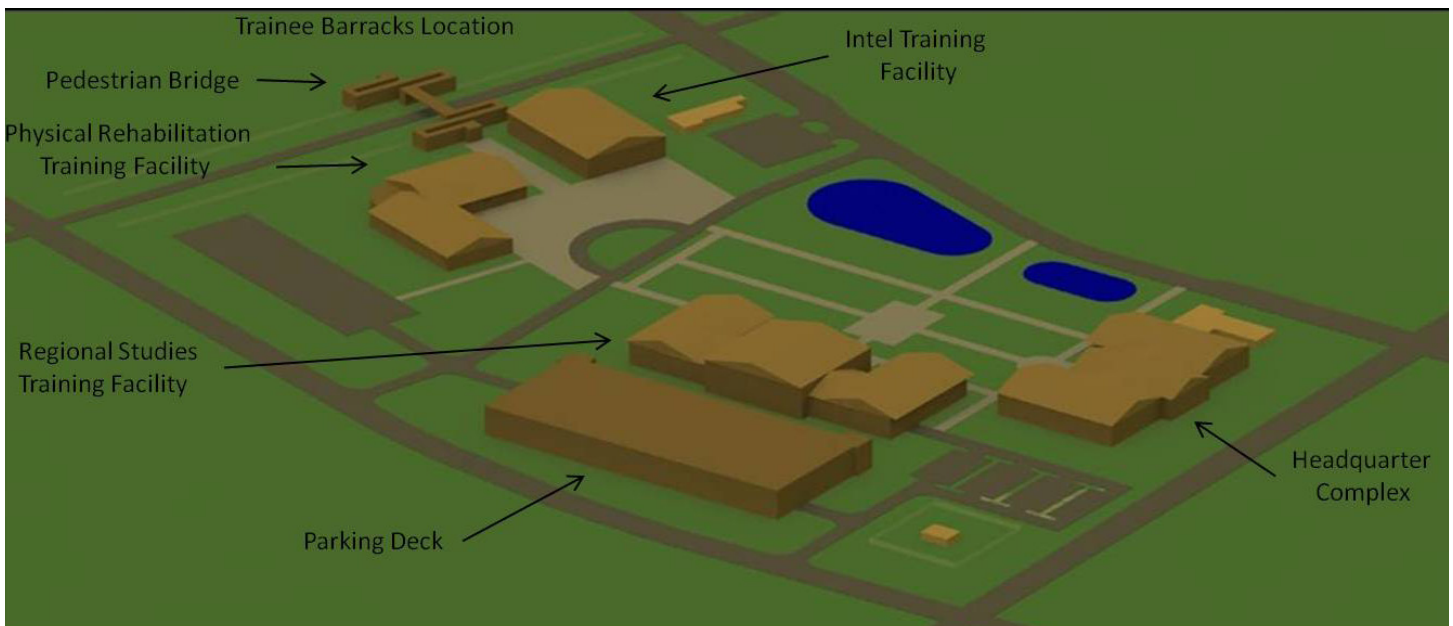 Trainee Barracks Location
Intel Training
Facility
Pedestrian Bridge
Physical Rehabilitation
Training Facility
Regional Studies
Training Facility
Headquarter
Complex
Parking Deck